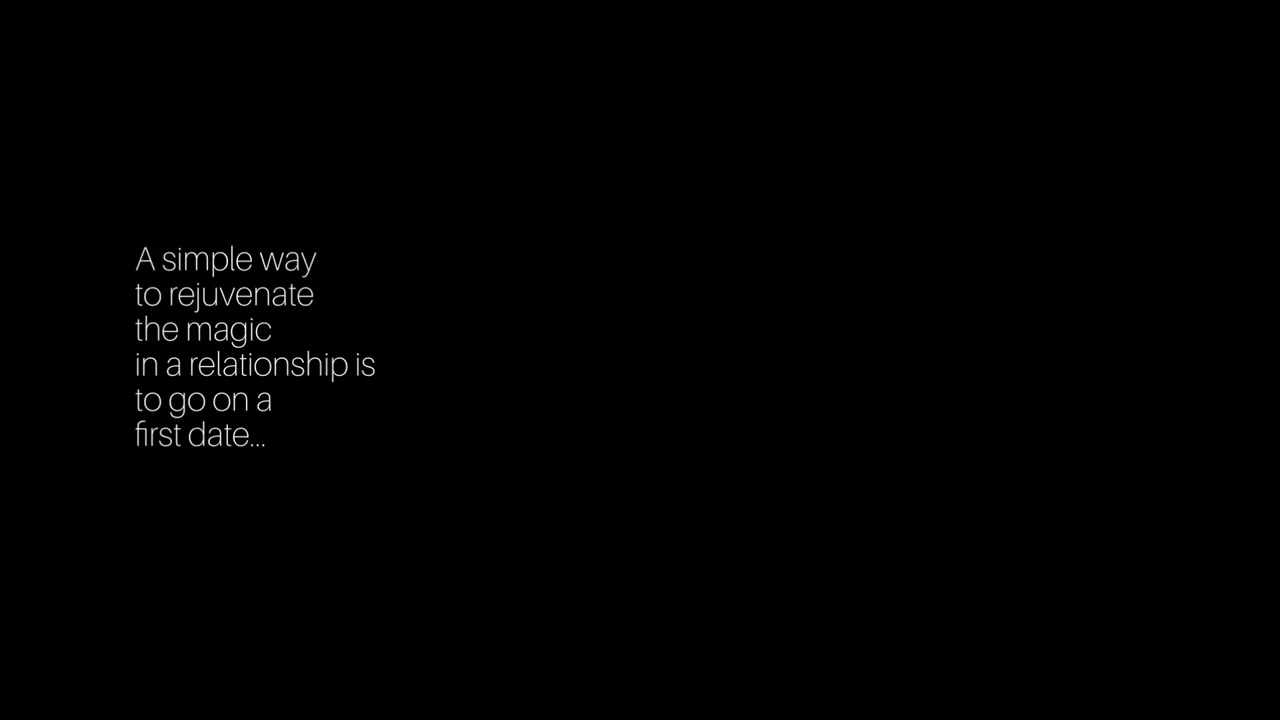 A simple way
to rejuvenate
the magic
in a relationship is
to go on a
first date...